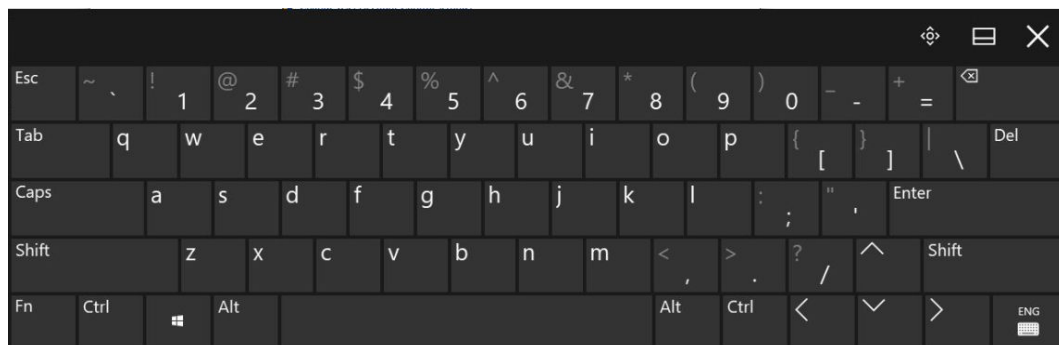 Esc ~ ` ! 1 @ 2 # 3 $ 4 % 5 ^ 6 & 7 * 8 ( 9 ) 0 _ - + =
Tab q w e r t y u i o p { [ } ] | \ Del
Caps a s d f g h j k l : ; " ' Enter
Shift z x c v b n m < , > . ? / Shift
Fn Ctrl Alt Alt Ctrl ENG